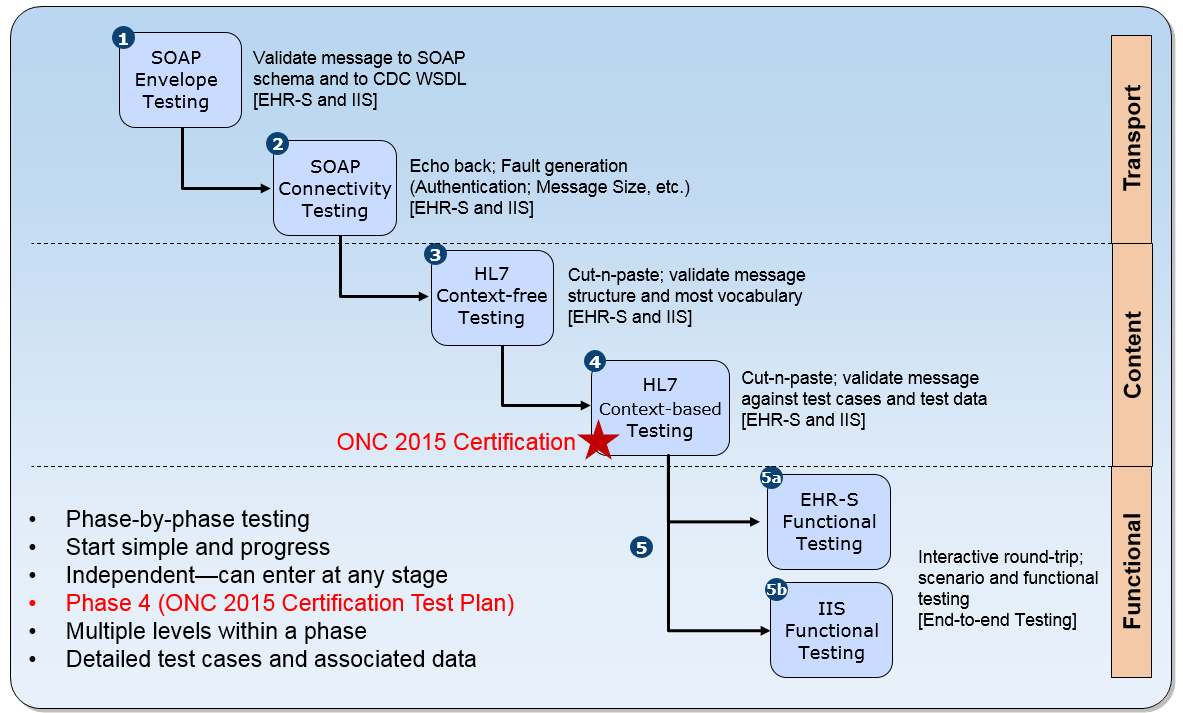 1
SOAP
Envelope
Testing
Validate message to SOAP
schema and to CDC WSDL
[EHR-S and IIS]
Transport
2
SOAP
Connectivity
Testing
Echo back; Fault generation
(Authentication; Message Size, etc.)
[EHR-S and IIS]
3
HL7
Context-free
Testing
Cut-n-paste; validate message
structure and most vocabulary
[EHR-S and IIS]
Content
4
HL7
Context-based
Testing
Cut-n-paste; validate message
against test cases and test data
[EHR-S and IIS]
ONC 2015 Certification
5
5a
EHR-S
Functional
Testing
5b
IIS
Functional
Testing
Interactive round-trip;
scenario and functional
testing
[End-to-end Testing]
Functional
• Phase-by-phase testing
• Start simple and progress
• Independent—can enter at any stage
• Phase 4 (ONC 2015 Certification Test Plan)
• Multiple levels within a phase
• Detailed test cases and associated data